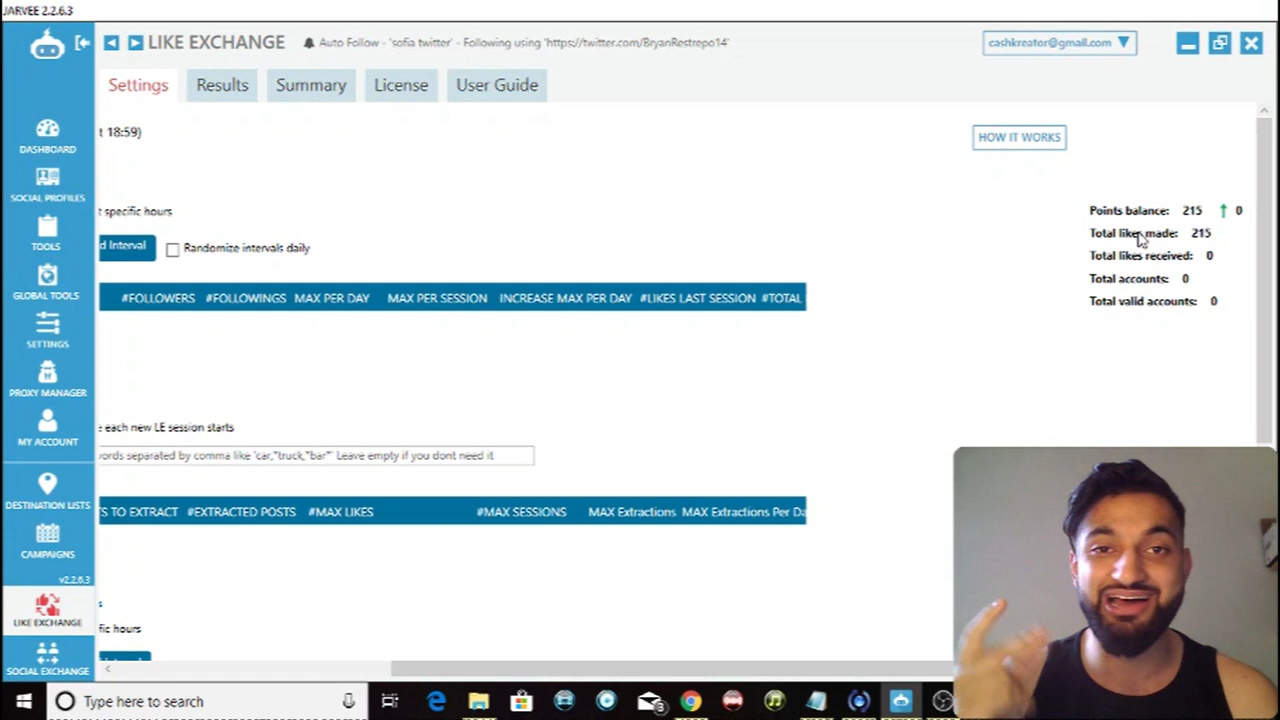 JARVEE 2.2.6.3
LIKE EXCHANGE
Auto Follow - 'sofia twitter' - Following using 'https://twitter.com/BryanRestrepo14'
cashkreator@gmail.com
Settings
Results
Summary
License
User Guide
t 18:59)
HOW IT WORKS
DASHBOARD
SOCIAL PROFILES
TOOLS
GLOBAL TOOLS
SETTINGS
PROXY MANAGER
MY ACCOUNT
DESTINATION LISTS
CAMPAIGNS
v2.2.6.3
LIKE EXCHANGE
SOCIAL EXCHANGE
t specific hours
d Interval
Randomize intervals daily
Points balance: 215 ↑ 0
Total likes made: 215
Total likes received: 0
Total accounts: 0
Total valid accounts: 0
#FOLLOWERS #FOLLOWINGS MAX PER DAY MAX PER SESSION INCREASE MAX PER DAY #LIKES LAST SESSION #TOTAL
e each new LE session starts
words separated by comma like 'car,"truck,"bar"' Leave empty if you dont need it
TS TO EXTRACT #EXTRACTED POSTS #MAX LIKES #MAX SESSIONS MAX Extractions MAX Extractions Per Da
s
fic hours
Type here to search
3